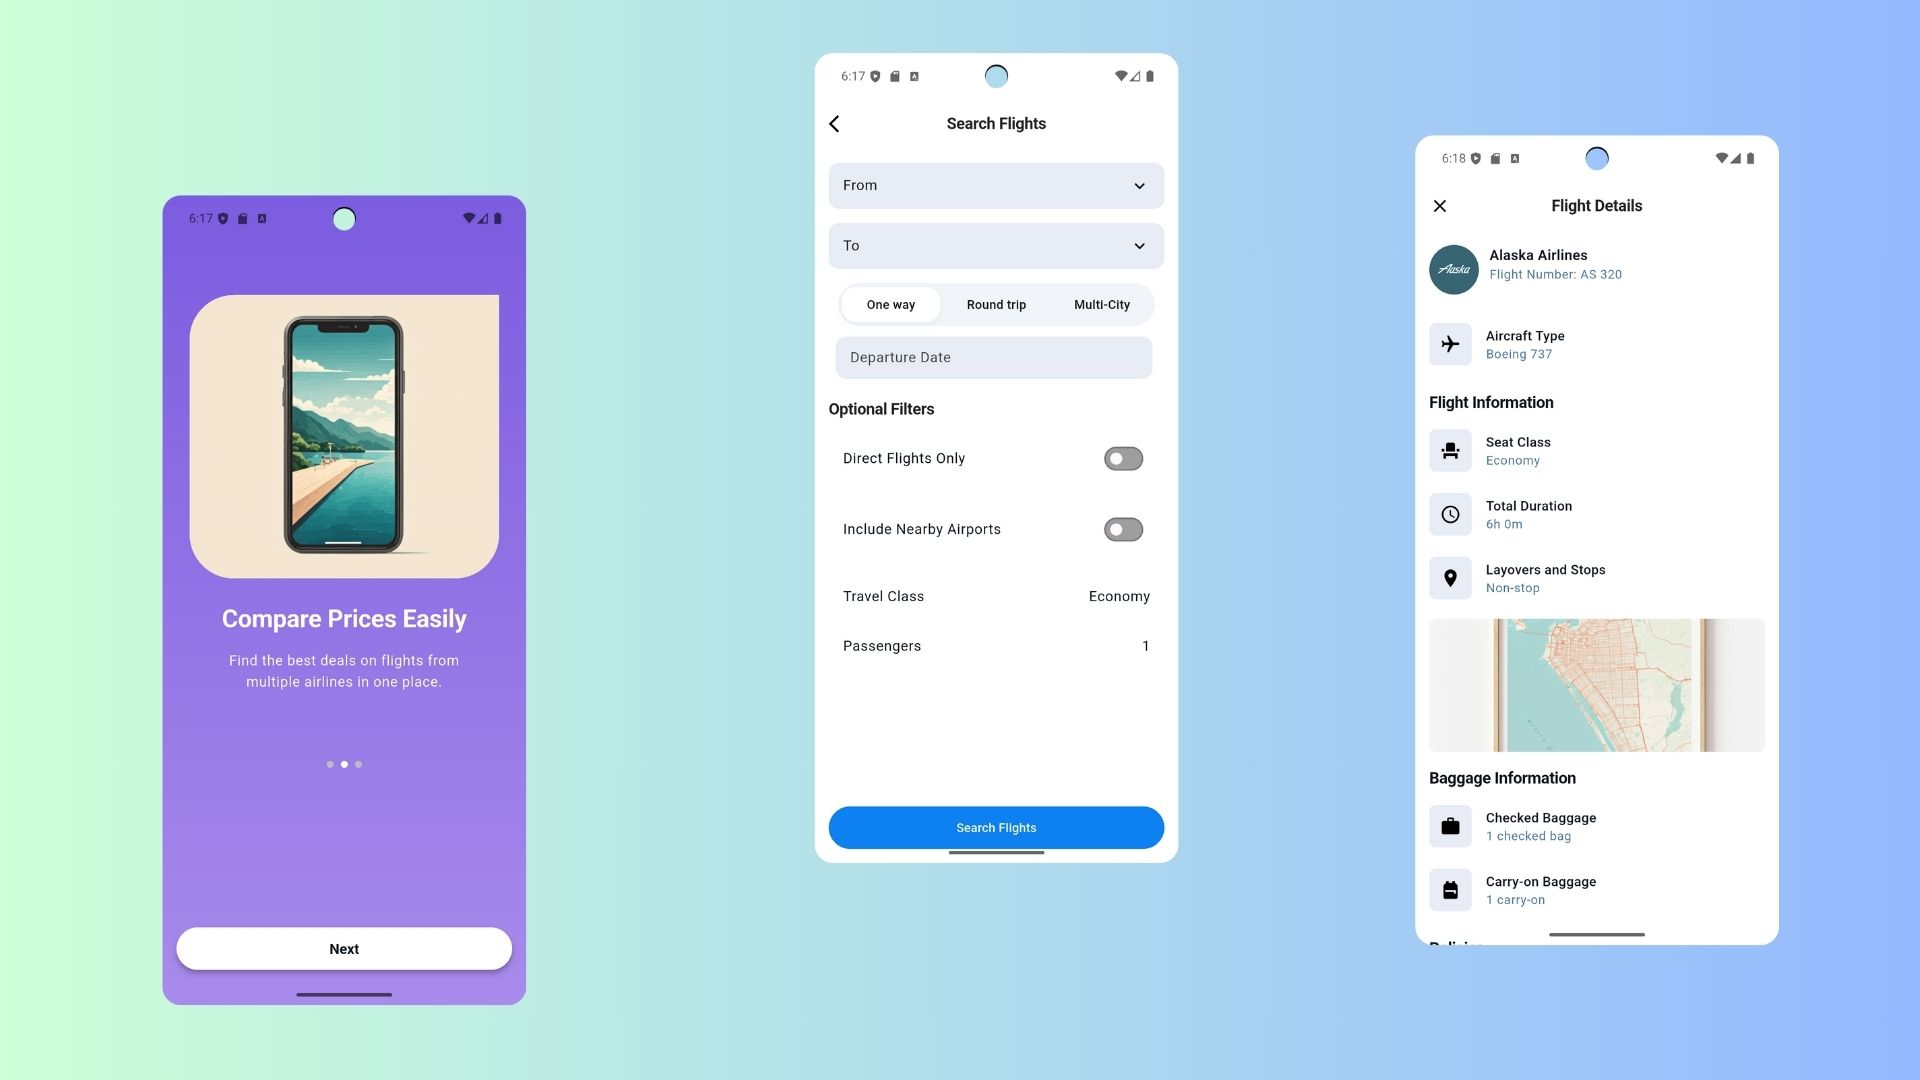 6:17
Compare Prices Easily
Find the best deals on flights from
multiple airlines in one place.
Next
6:17
Search Flights
From
To
One way Round trip Multi-City
Departure Date
Optional Filters
Direct Flights Only
Include Nearby Airports
Travel Class Economy
Passengers 1
Search Flights
6:18
Flight Details
Alaska
Alaska Airlines
Flight Number: AS 320
Aircraft Type
Boeing 737
Flight Information
Seat Class
Economy
Total Duration
6h 0m
Layovers and Stops
Non-stop
Baggage Information
Checked Baggage
1 checked bag
Carry-on Baggage
1 carry-on